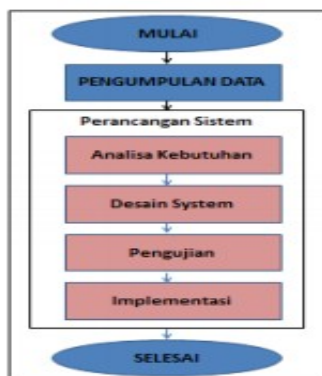 MULAI
PENGUMPULAN DATA
Perancangan Sistem
Analisa Kebutuhan
Desain System
Pengujian
Implementasi
SELESAI